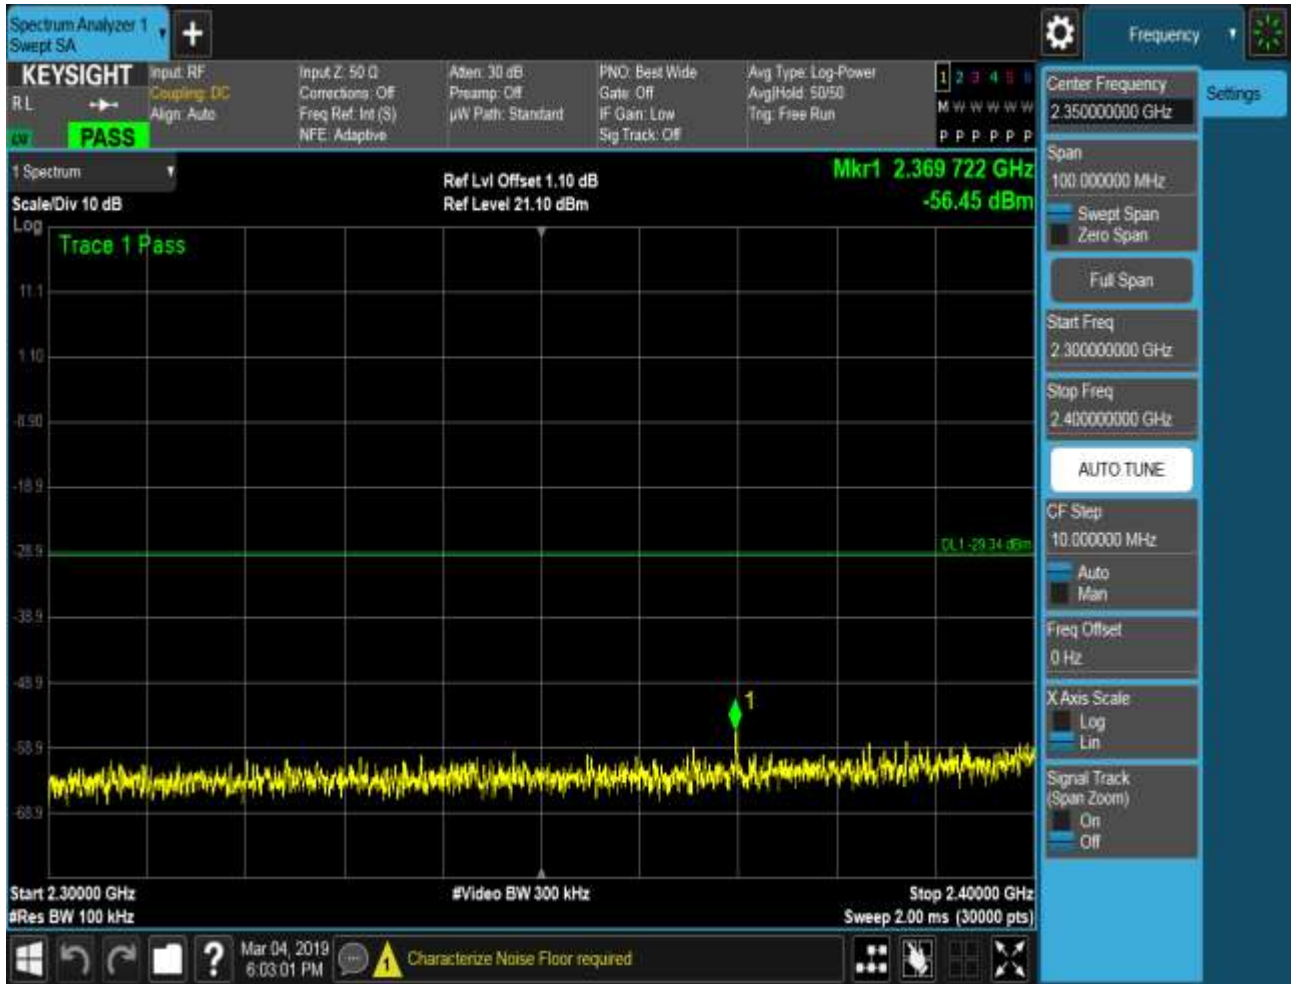 Spectrum Analyzer 1
Swept SA
Frequency
KEYSIGHT
R L
PASS
Input: RF
Coupling: DC
Align: Auto
Input Z: 50 Ω
Corrections: Off
Freq Ref: Int (S)
NFE: Adaptive
Atten: 30 dB
Preamp: Off
µW Path: Standard
PNO: Best Wide
Gate: Off
IF Gain: Low
Sig Track: Off
Avg Type: Log-Power
Avg|Hold: 50/50
Trig: Free Run
1 2 3 4 5 6
M W W W W W
P P P P P P
1 Spectrum
Scale/Div 10 dB
Ref Lvl Offset 1.10 dB
Ref Level 21.10 dBm
Mkr1 2.369 722 GHz
-56.45 dBm
Log
Trace 1 Pass
11.1
1.10
-8.90
-18.9
-28.9
DL1 -29.34 dBm
-38.9
-48.9
1
-58.9
-68.9
Start 2.30000 GHz
#Res BW 100 kHz
#Video BW 300 kHz
Stop 2.40000 GHz
Sweep 2.00 ms (30000 pts)
Center Frequency
2.350000000 GHz
Settings
Span
100.000000 MHz
Swept Span
Zero Span
Full Span
Start Freq
2.300000000 GHz
Stop Freq
2.400000000 GHz
AUTO TUNE
CF Step
10.000000 MHz
Auto
Man
Freq Offset
0 Hz
X Axis Scale
Log
Lin
Signal Track
(Span Zoom)
On
Off
?
Mar 04, 2019
6:03:01 PM
1
Characterize Noise Floor required